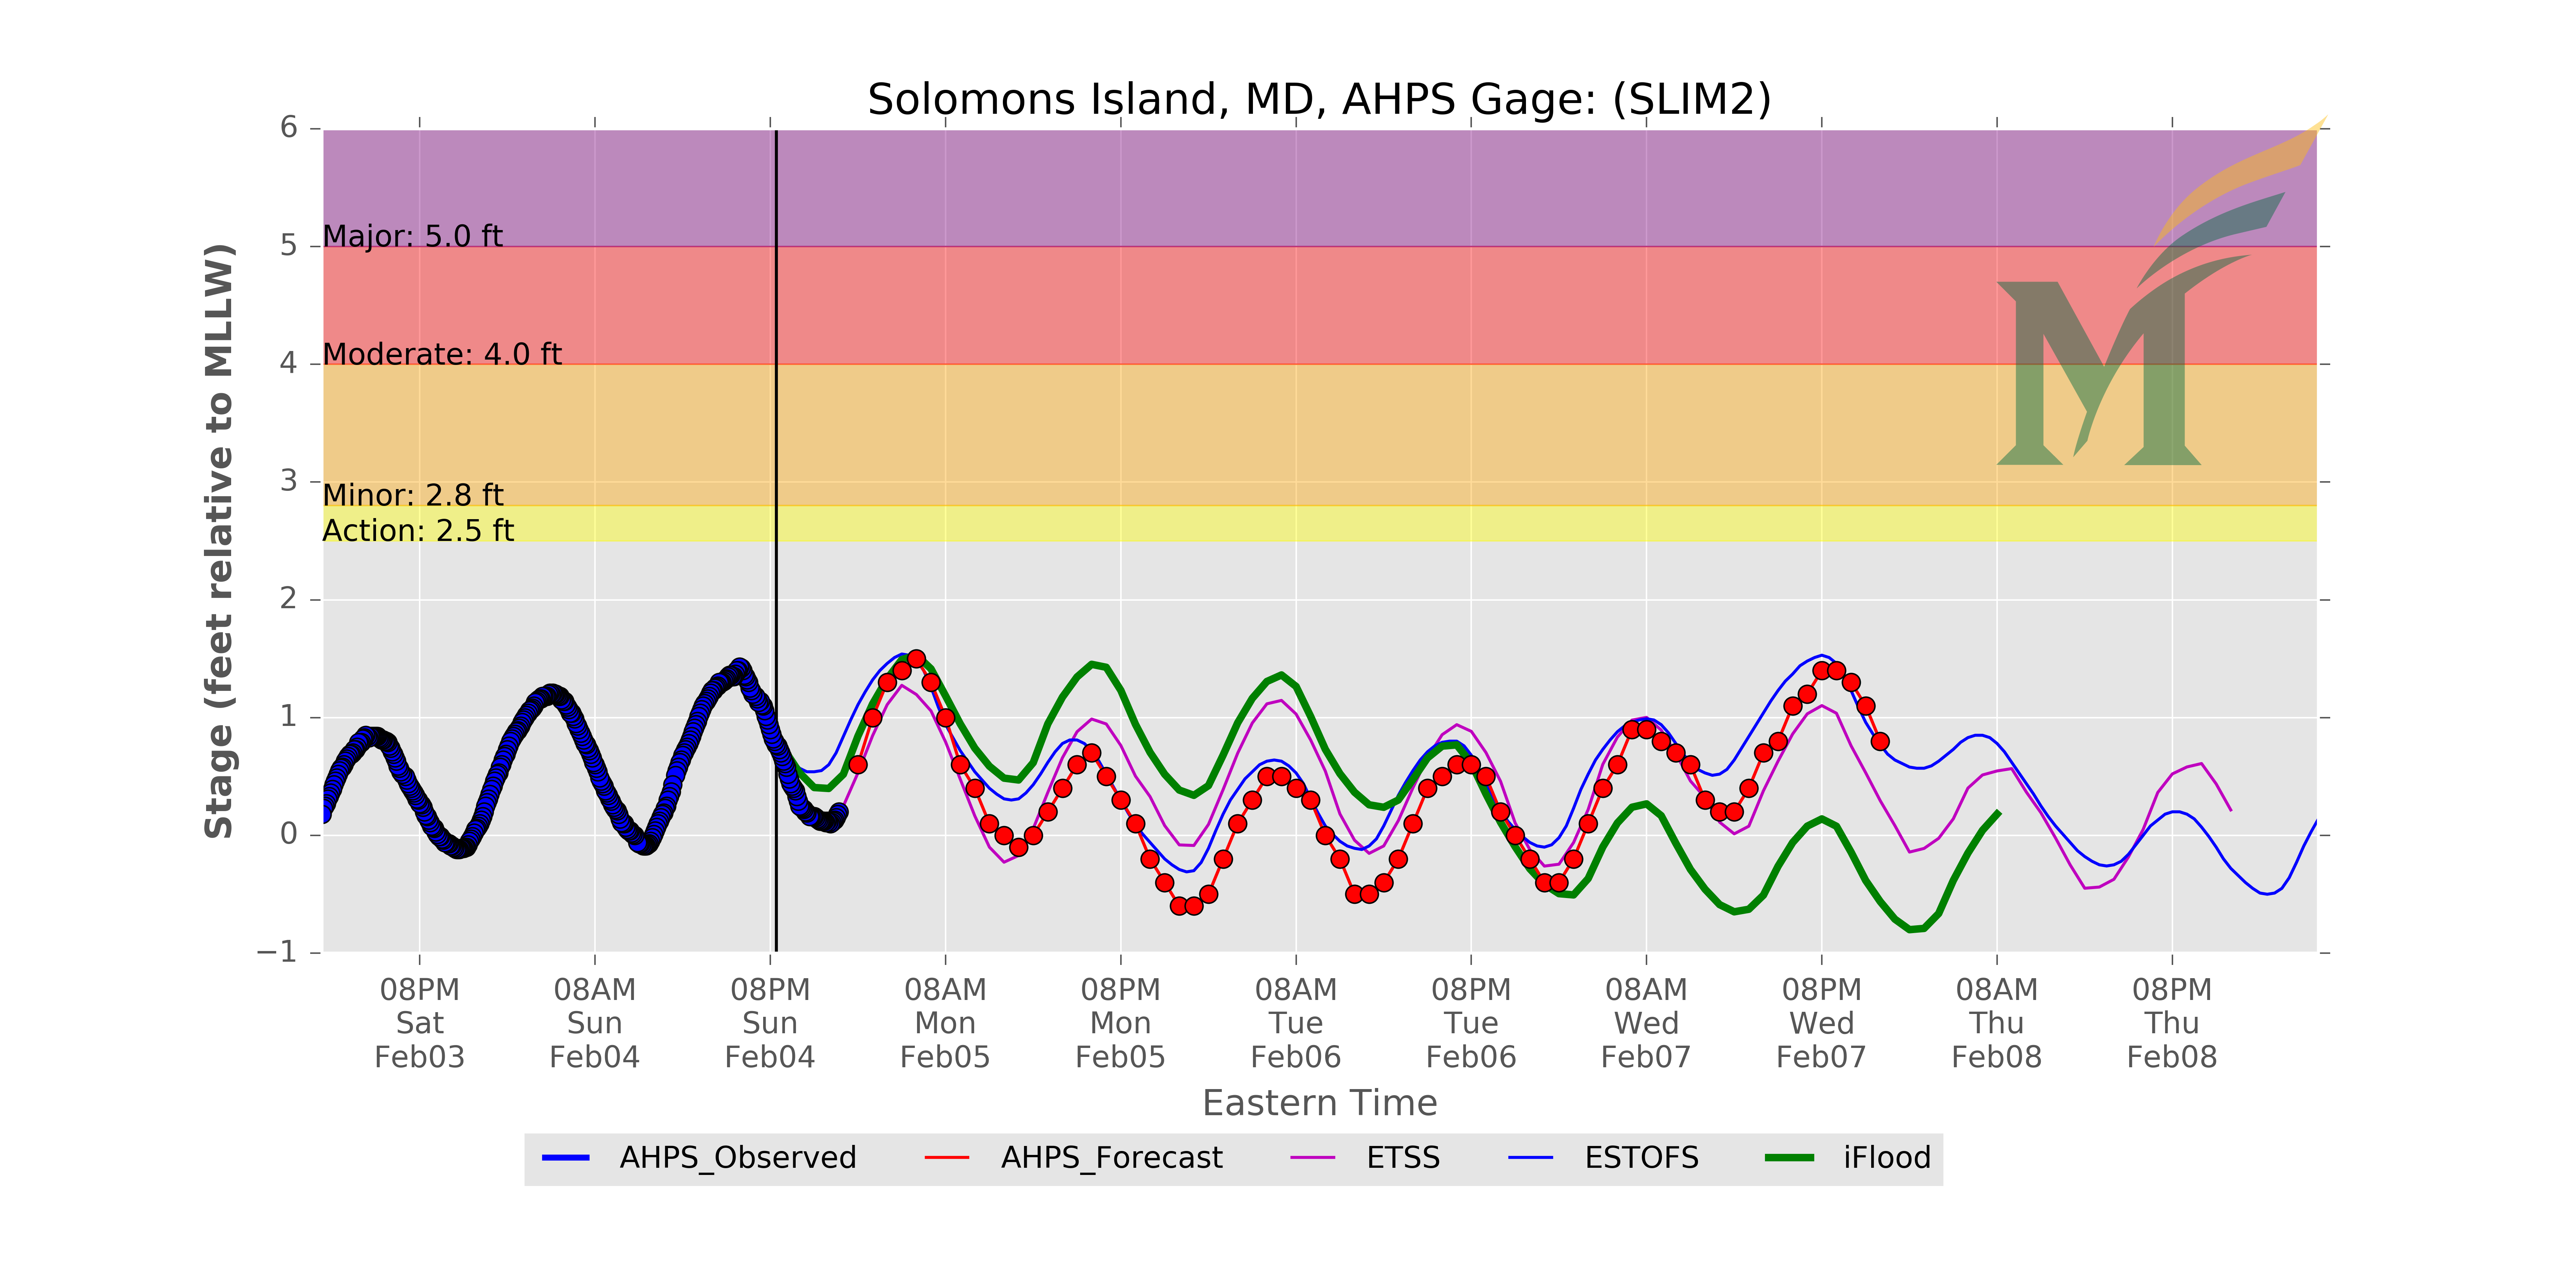 Solomons Island, MD, AHPS Gage: (SLIM2)
6
5
4
3
2
1
0
−1
Stage (feet relative to MLLW)
Major: 5.0 ft
Moderate: 4.0 ft
Minor: 2.8 ft
Action: 2.5 ft
08PM
Sat
Feb03
08AM
Sun
Feb04
08PM
Sun
Feb04
08AM
Mon
Feb05
08PM
Mon
Feb05
08AM
Tue
Feb06
08PM
Tue
Feb06
08AM
Wed
Feb07
08PM
Wed
Feb07
08AM
Thu
Feb08
08PM
Thu
Feb08
Eastern Time
AHPS_Observed
AHPS_Forecast
ETSS
ESTOFS
iFlood
M